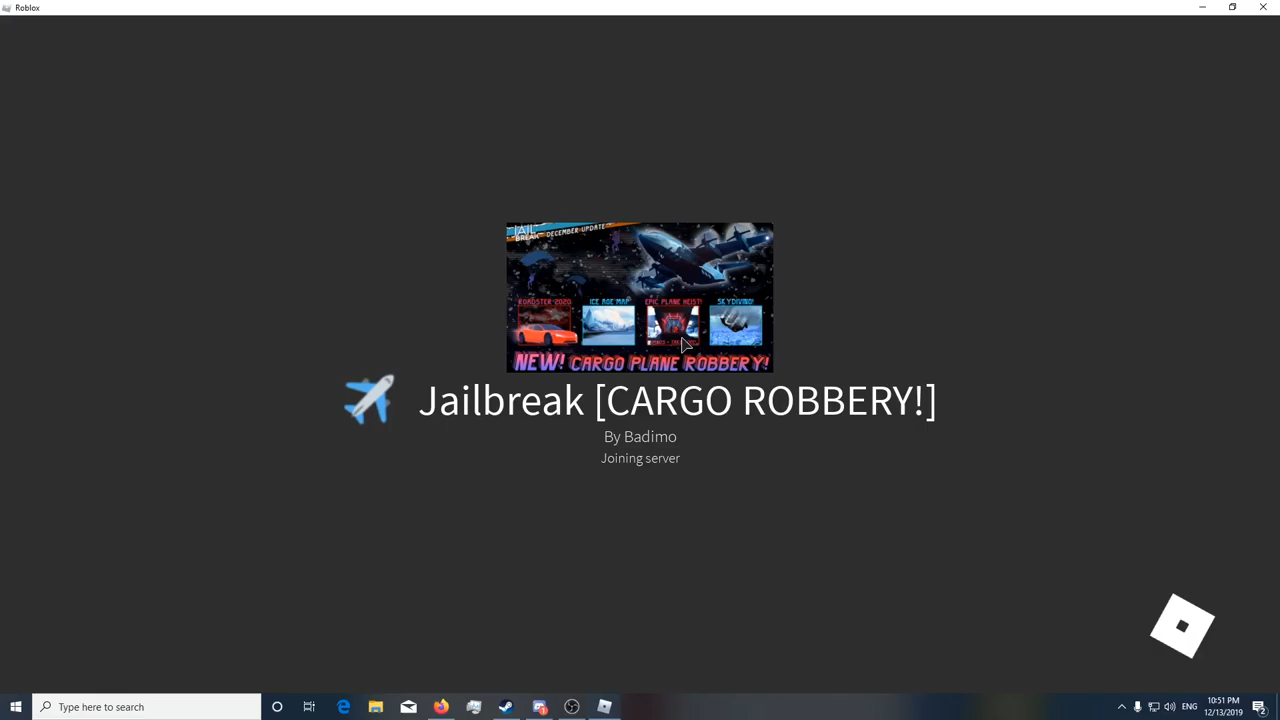 Roblox
JAIL
BREAK DECEMBER UPDATE
ROADSTER 2020
ICE AGE MAP
EPIC PLANE HEIST!
SKYDIVING!
NEW! CARGO PLANE ROBBERY!
Jailbreak [CARGO ROBBERY!]
By Badimo
Joining server
Type here to search
ENG
10:51 PM
12/13/2019
2